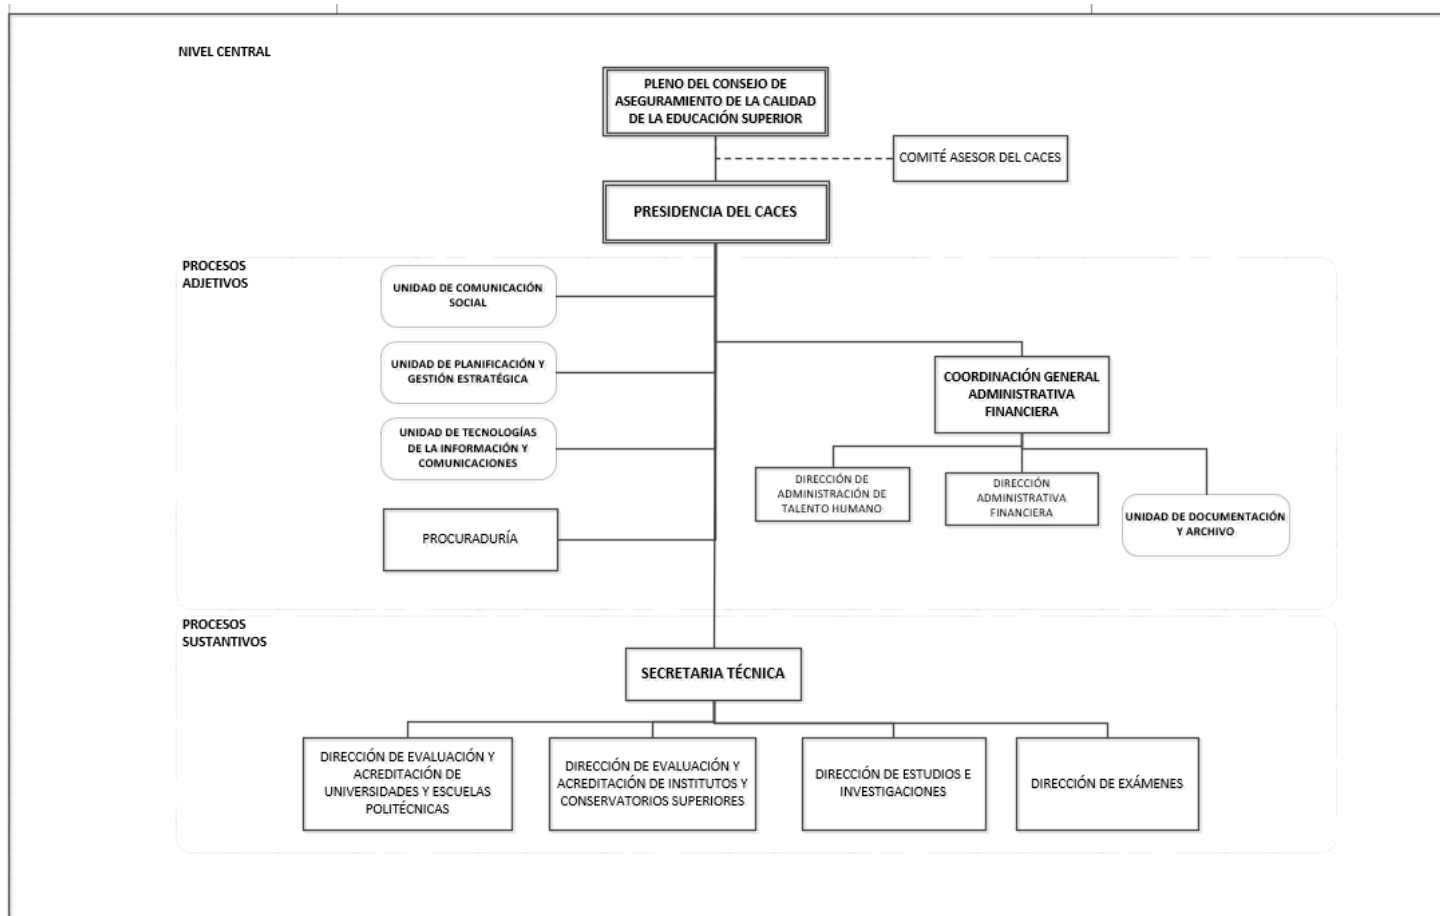 NIVEL CENTRAL
PLENO DEL CONSEJO DE
ASEGURAMIENTO DE LA CALIDAD
DE LA EDUCACIÓN SUPERIOR
COMITÉ ASESOR DEL CACES
PRESIDENCIA DEL CACES
PROCESOS
ADJETIVOS
UNIDAD DE COMUNICACIÓN
SOCIAL
UNIDAD DE PLANIFICACIÓN Y
GESTIÓN ESTRATÉGICA
UNIDAD DE TECNOLOGÍAS
DE LA INFORMACIÓN Y
COMUNICACIONES
PROCURADURÍA
COORDINACIÓN GENERAL
ADMINISTRATIVA
FINANCIERA
DIRECCIÓN DE
ADMINISTRACIÓN DE
TALENTO HUMANO
DIRECCIÓN
ADMINISTRATIVA
FINANCIERA
UNIDAD DE DOCUMENTACIÓN
Y ARCHIVO
PROCESOS
SUSTANTIVOS
SECRETARIA TÉCNICA
DIRECCIÓN DE EVALUACIÓN Y
ACREDITACIÓN DE
UNIVERSIDADES Y ESCUELAS
POLITÉCNICAS
DIRECCIÓN DE EVALUACIÓN Y
ACREDITACIÓN DE INSTITUTOS Y
CONSERVATORIOS SUPERIORES
DIRECCIÓN DE ESTUDIOS E
INVESTIGACIONES
DIRECCIÓN DE EXÁMENES